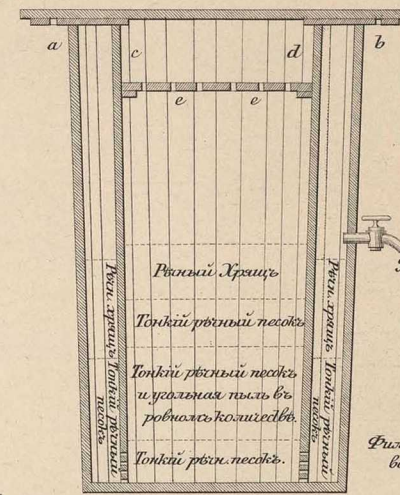 a
c
d
b
e
e
Рѣчный Хрящъ
Тонкій рѣчный песокъ
Тонкій рѣчный песокъ
и угольная пыль въ
ровномъ количествѣ.
Тонкій рѣчн. песокъ.
Рѣчн. хрящъ Тонкій рѣчный
песокъ
Рѣчн. хрящъ Тонкій рѣчный
песокъ